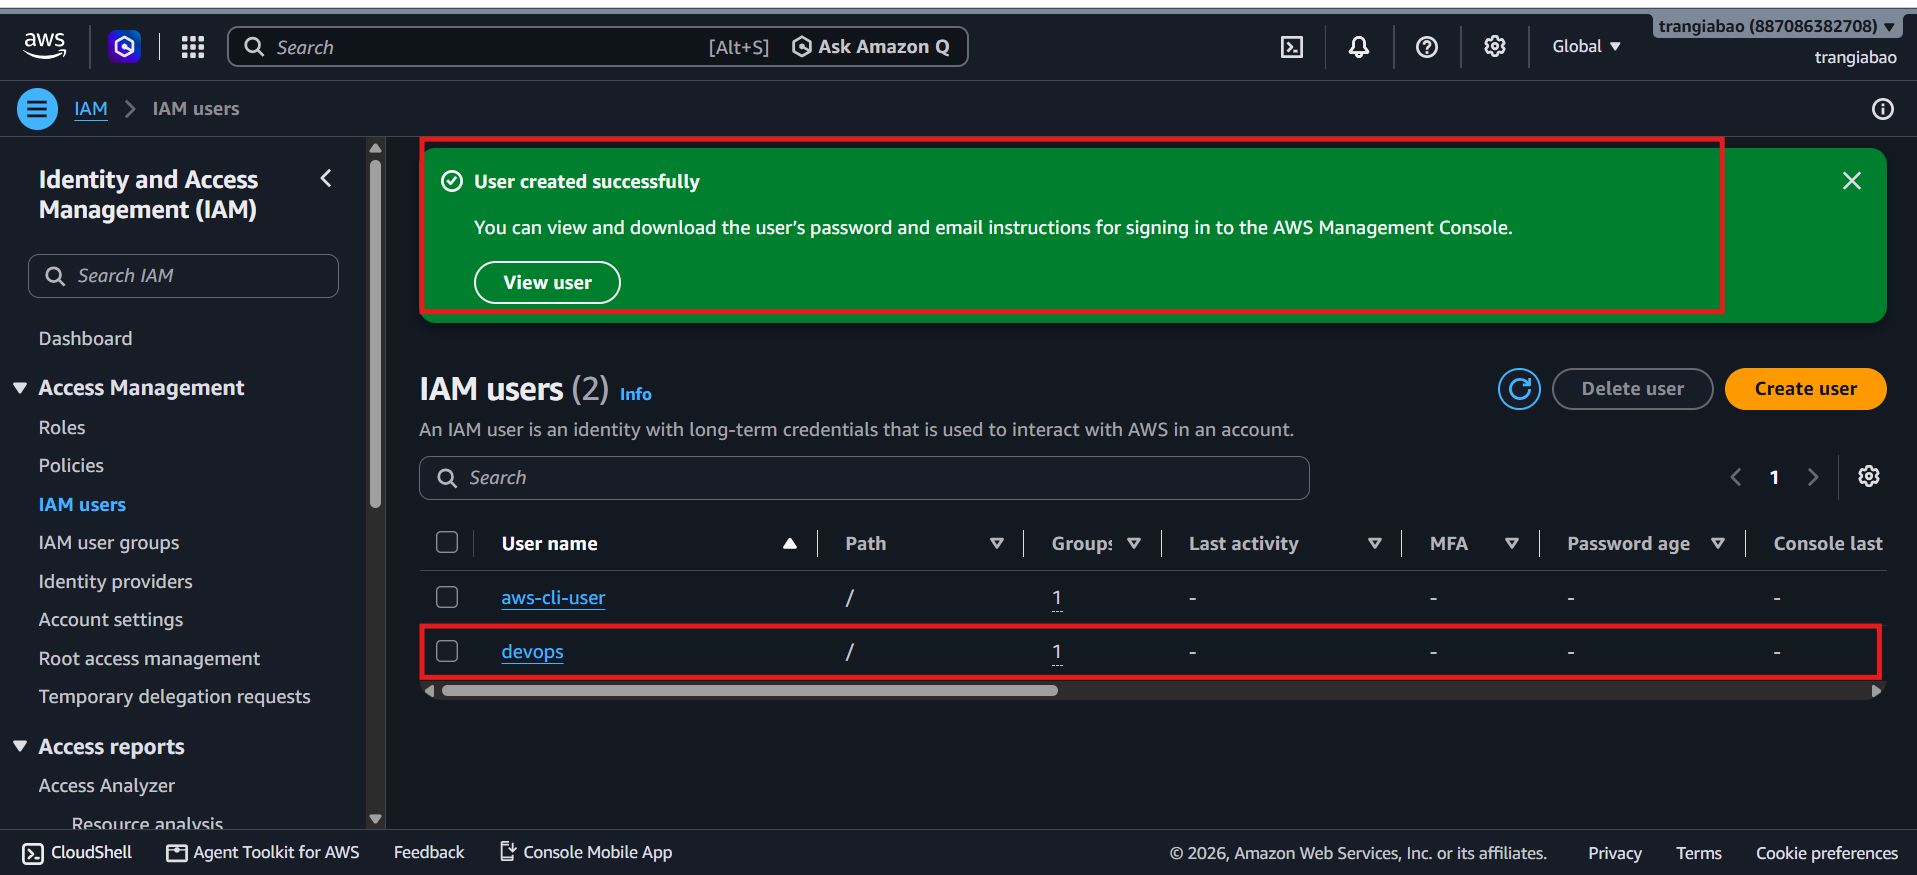 aws
Search [Alt+S] Ask Amazon Q
Global
trangiabao (887086382708)
trangiabao
IAM
IAM users
Identity and Access
Management (IAM)
Search IAM
Dashboard
Access Management
Roles
Policies
IAM users
IAM user groups
Identity providers
Account settings
Root access management
Temporary delegation requests
Access reports
Access Analyzer
Resource analysis
User created successfully
You can view and download the user's password and email instructions for signing in to the AWS Management Console.
View user
IAM users (2) Info
Delete user
Create user
An IAM user is an identity with long-term credentials that is used to interact with AWS in an account.
Search
1
User name Path Groups Last activity MFA Password age Console last
aws-cli-user / 1 - - - -
devops / 1 - - - -
CloudShell Agent Toolkit for AWS Feedback Console Mobile App © 2026, Amazon Web Services, Inc. or its affiliates. Privacy Terms Cookie preferences